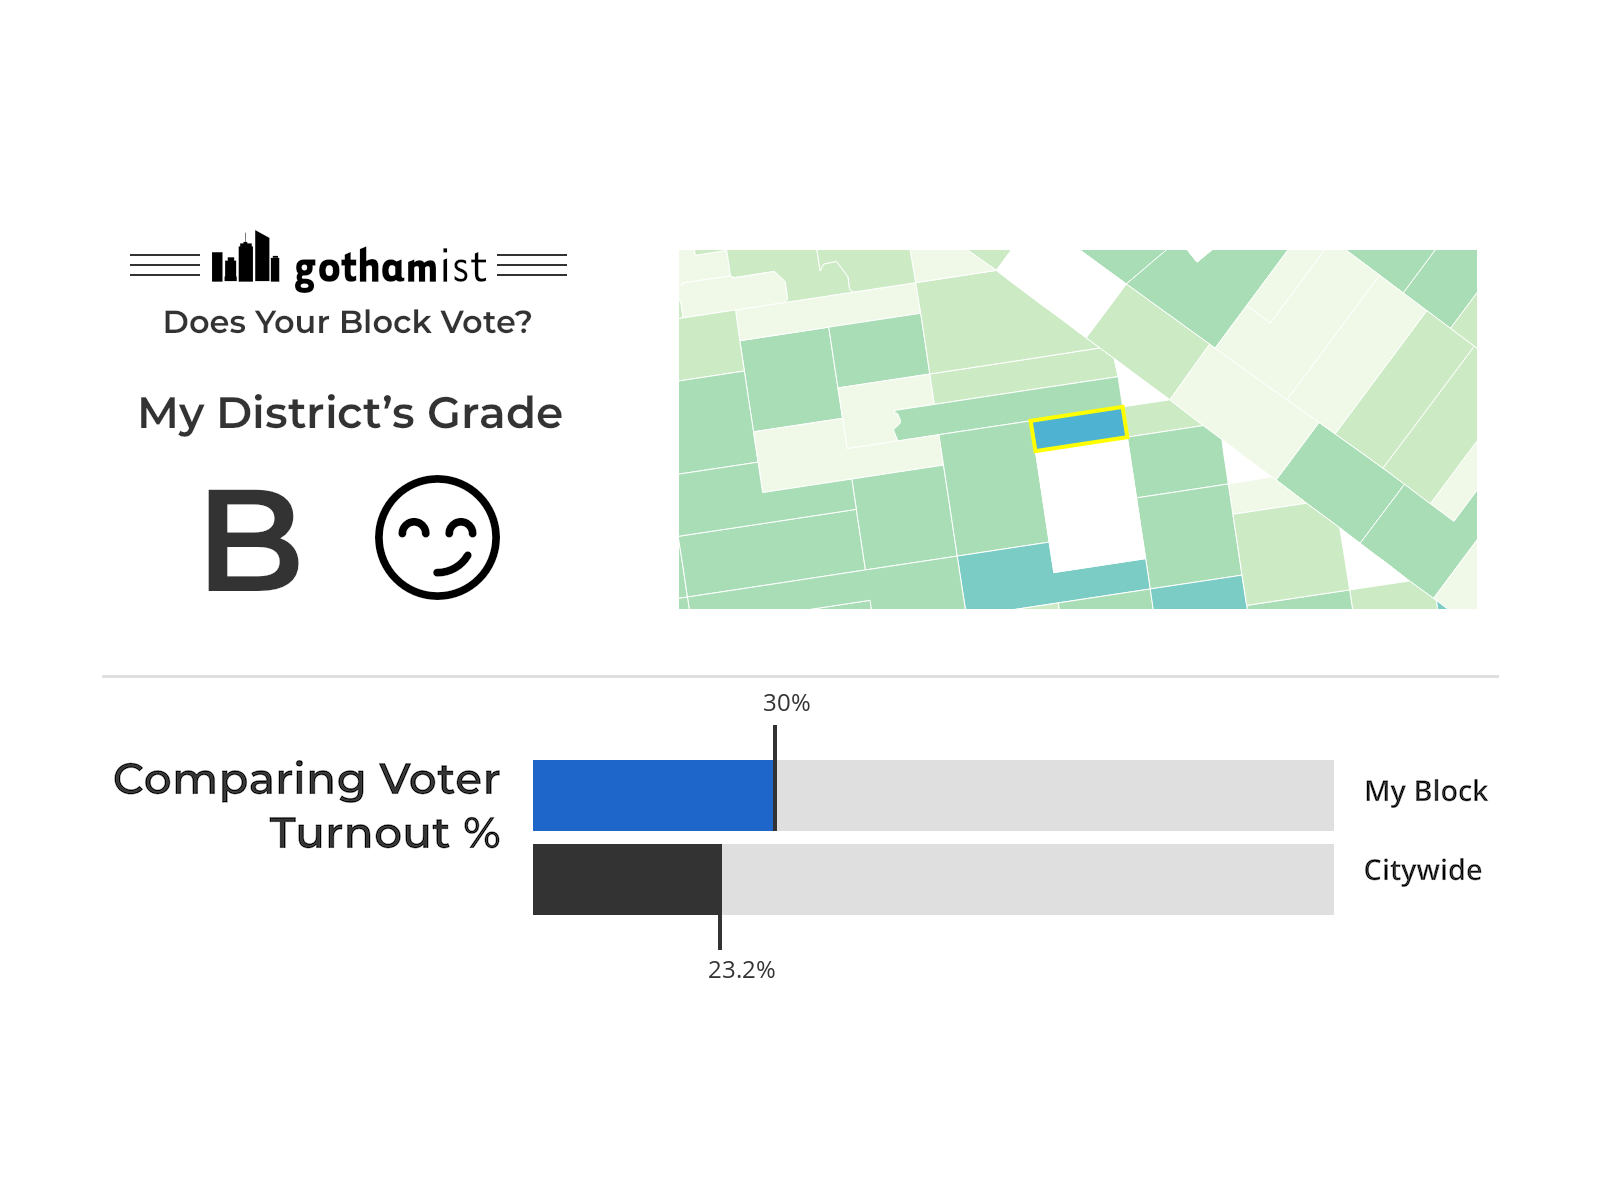 gothamist
Does Your Block Vote?
My District’s Grade
B
30%
Comparing Voter
Turnout %
My Block
Citywide
23.2%